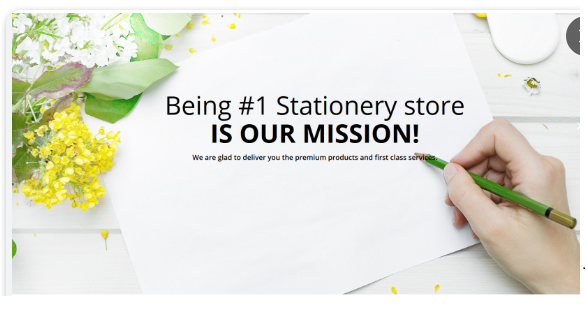 Being #1 Stationery store
IS OUR MISSION!
We are glad to deliver you the premium products and first class services.